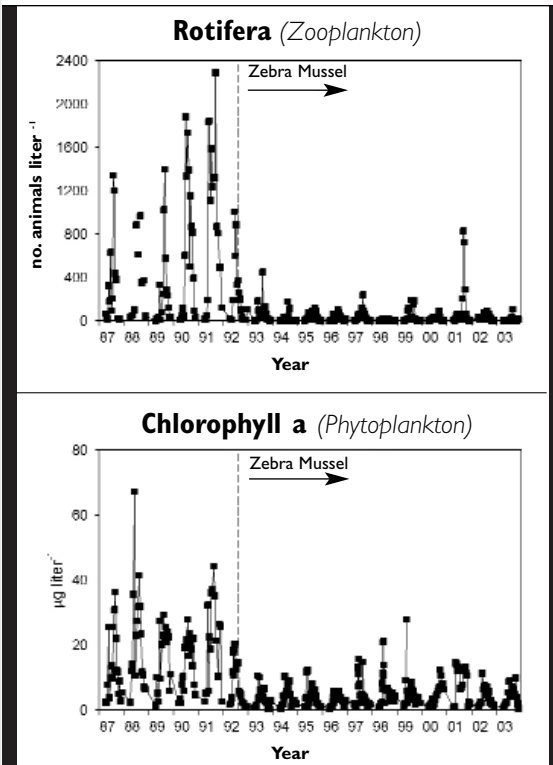 Rotifera (Zooplankton)
2400
2000
1600
1200
800
400
0
no. animals liter -1
Zebra Mussel
87 88 89 90 91 92 93 94 95 96 97 98 99 00 01 02 03
Year
Chlorophyll a (Phytoplankton)
80
60
40
20
0
µg liter
Zebra Mussel
87 88 89 90 91 92 93 94 95 96 97 98 99 00 01 02 03
Year